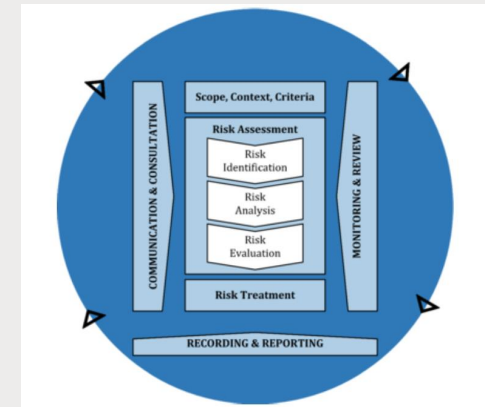 Scope, Context, Criteria
COMMUNICATION & CONSULTATION
Risk Assessment
Risk
Identification
Risk
Analysis
Risk
Evaluation
MONITORING & REVIEW
Risk Treatment
RECORDING & REPORTING